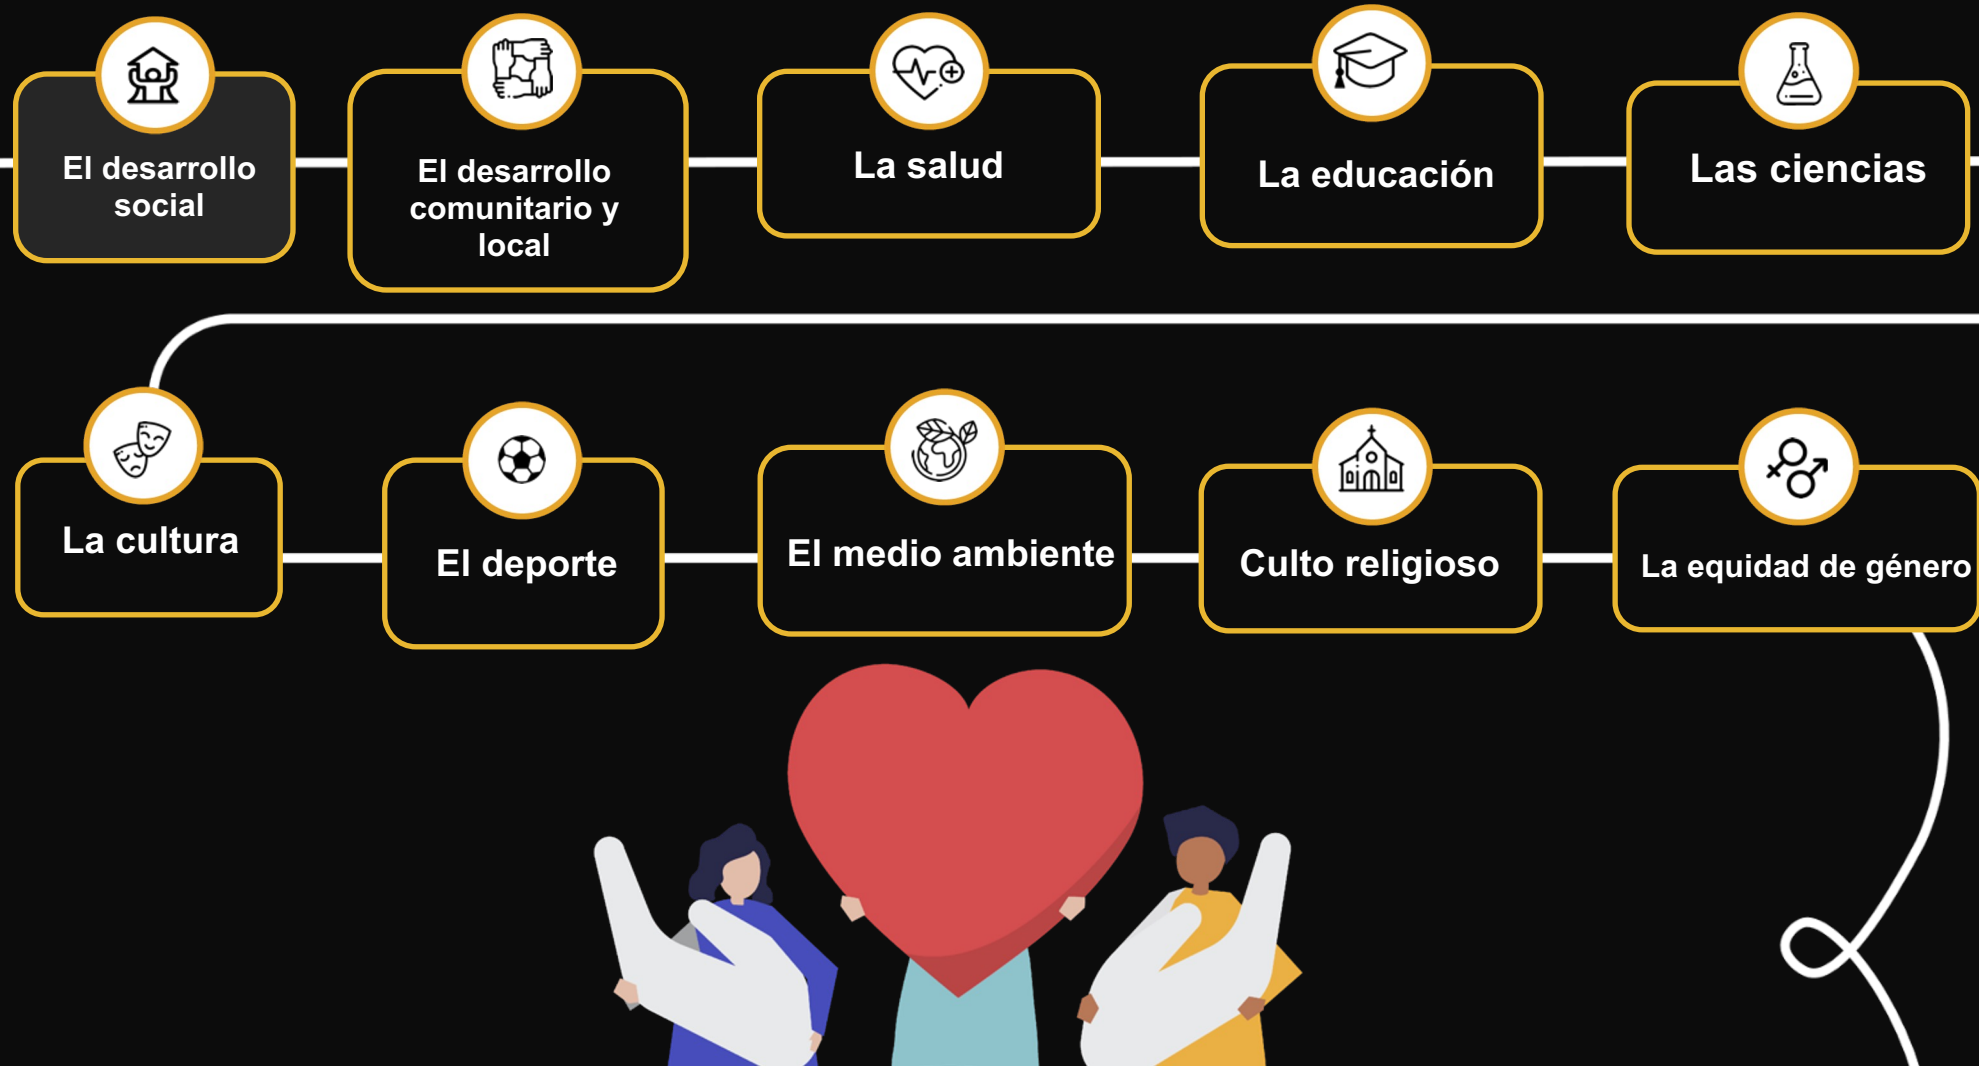 El desarrollo
social
El desarrollo
comunitario y
local
La salud
La educación
Las ciencias
La cultura
El deporte
El medio ambiente
Culto religioso
La equidad de género